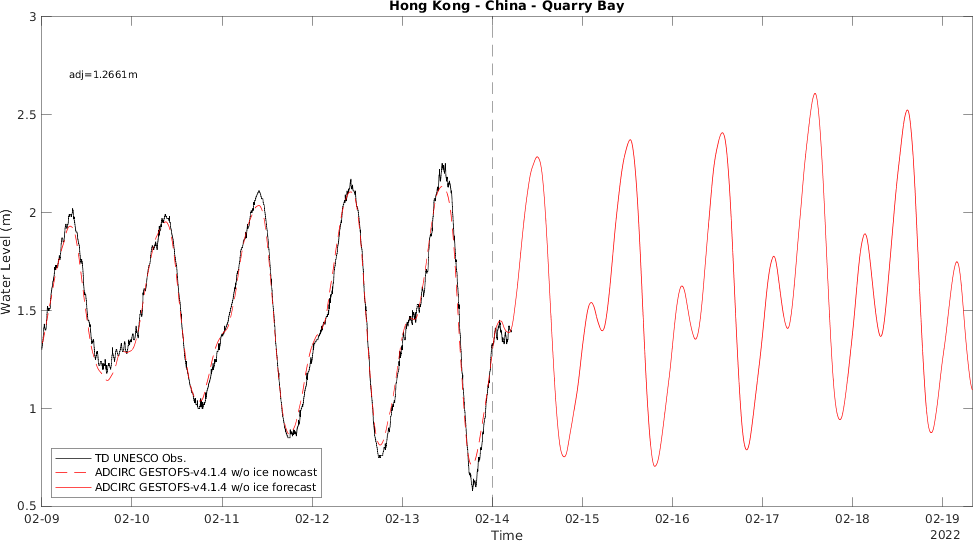 Hong Kong - China - Quarry Bay
3
adj=1.2661m
2.5
2
Water Level (m)
1.5
1
TD UNESCO Obs.
ADCIRC GESTOFS-v4.1.4 w/o ice nowcast
ADCIRC GESTOFS-v4.1.4 w/o ice forecast
0.5
02-09 02-10 02-11 02-12 02-13 02-14 02-15 02-16 02-17 02-18 02-19
Time
2022